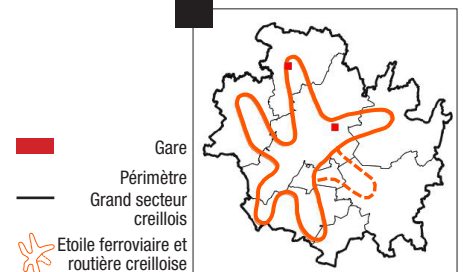 Gare
Périmètre
Grand secteur
creillois
Etoile ferroviaire et
routière creilloise